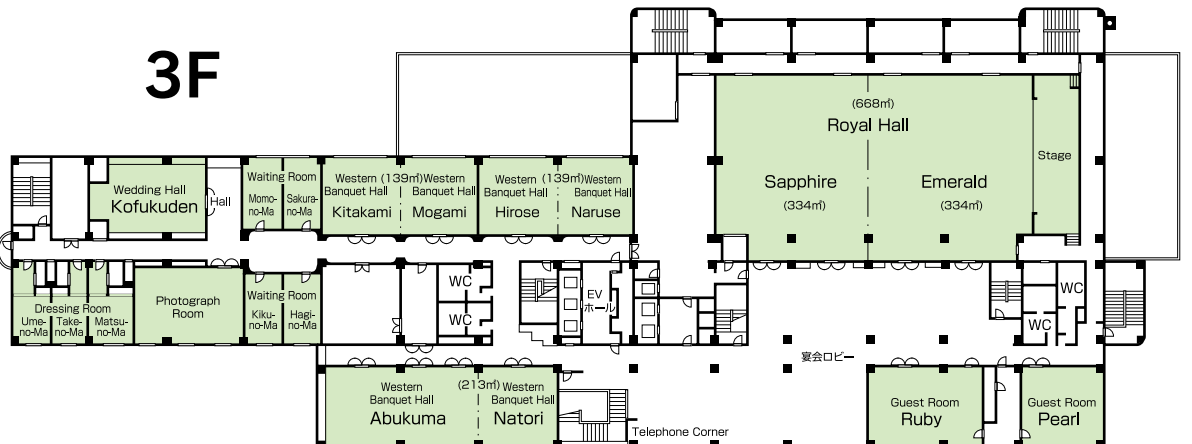 3F
(668㎡)
Royal Hall
Stage
Sapphire
(334㎡)
Emerald
(334㎡)
Wedding Hall
Kofukuden
Hall
Waiting Room
Momo-
no-Ma
Sakura-
no-Ma
Western
Banquet Hall
Kitakami
(139㎡)
Western
Banquet Hall
Mogami
Western
Banquet Hall
Hirose
(139㎡)
Western
Banquet Hall
Naruse
Dressing Room
Ume-
no-Ma
Take-
no-Ma
Matsu-
no-Ma
Photograph
Room
Waiting Room
Kiku-
no-Ma
Hagi-
no-Ma
WC
WC
EV
ホール
WC
WC
宴会ロビー
Western
Banquet Hall
Abukuma
(213㎡)
Western
Banquet Hall
Natori
Telephone Corner
Guest Room
Ruby
Guest Room
Pearl